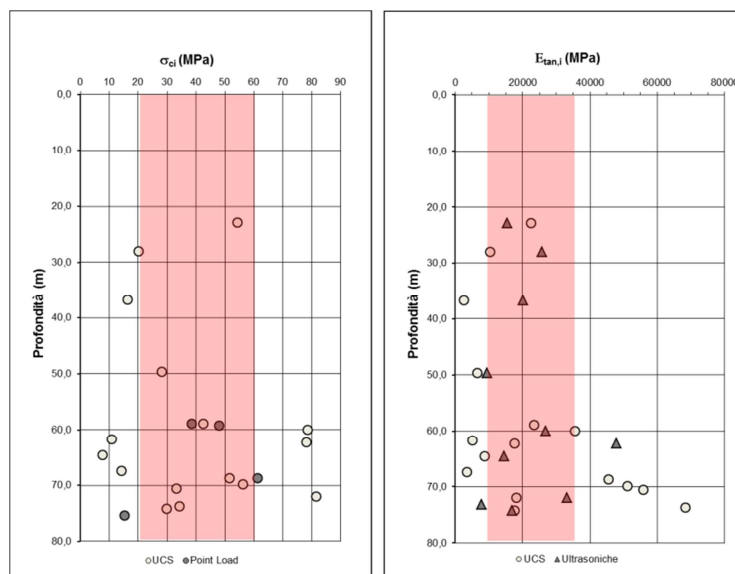 σci (MPa)
0 10 20 30 40 50 60 70 80 90
0,0
10,0
20,0
30,0
40,0
50,0
60,0
70,0
80,0
Profondità (m)
UCS Point Load
Etan,i (MPa)
0 20000 40000 60000 80000
0,0
10,0
20,0
30,0
40,0
50,0
60,0
70,0
80,0
Profondità (m)
UCS Ultrasoniche